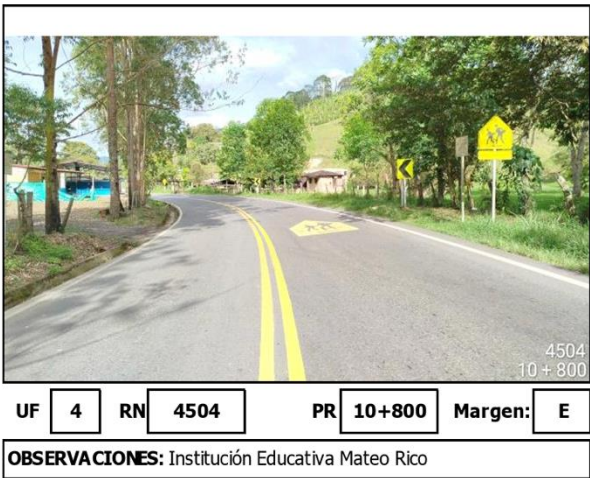 4504
10 + 800
UF 4 RN 4504 PR 10+800 Margen: E
OBSERVACIONES: Institución Educativa Mateo Rico